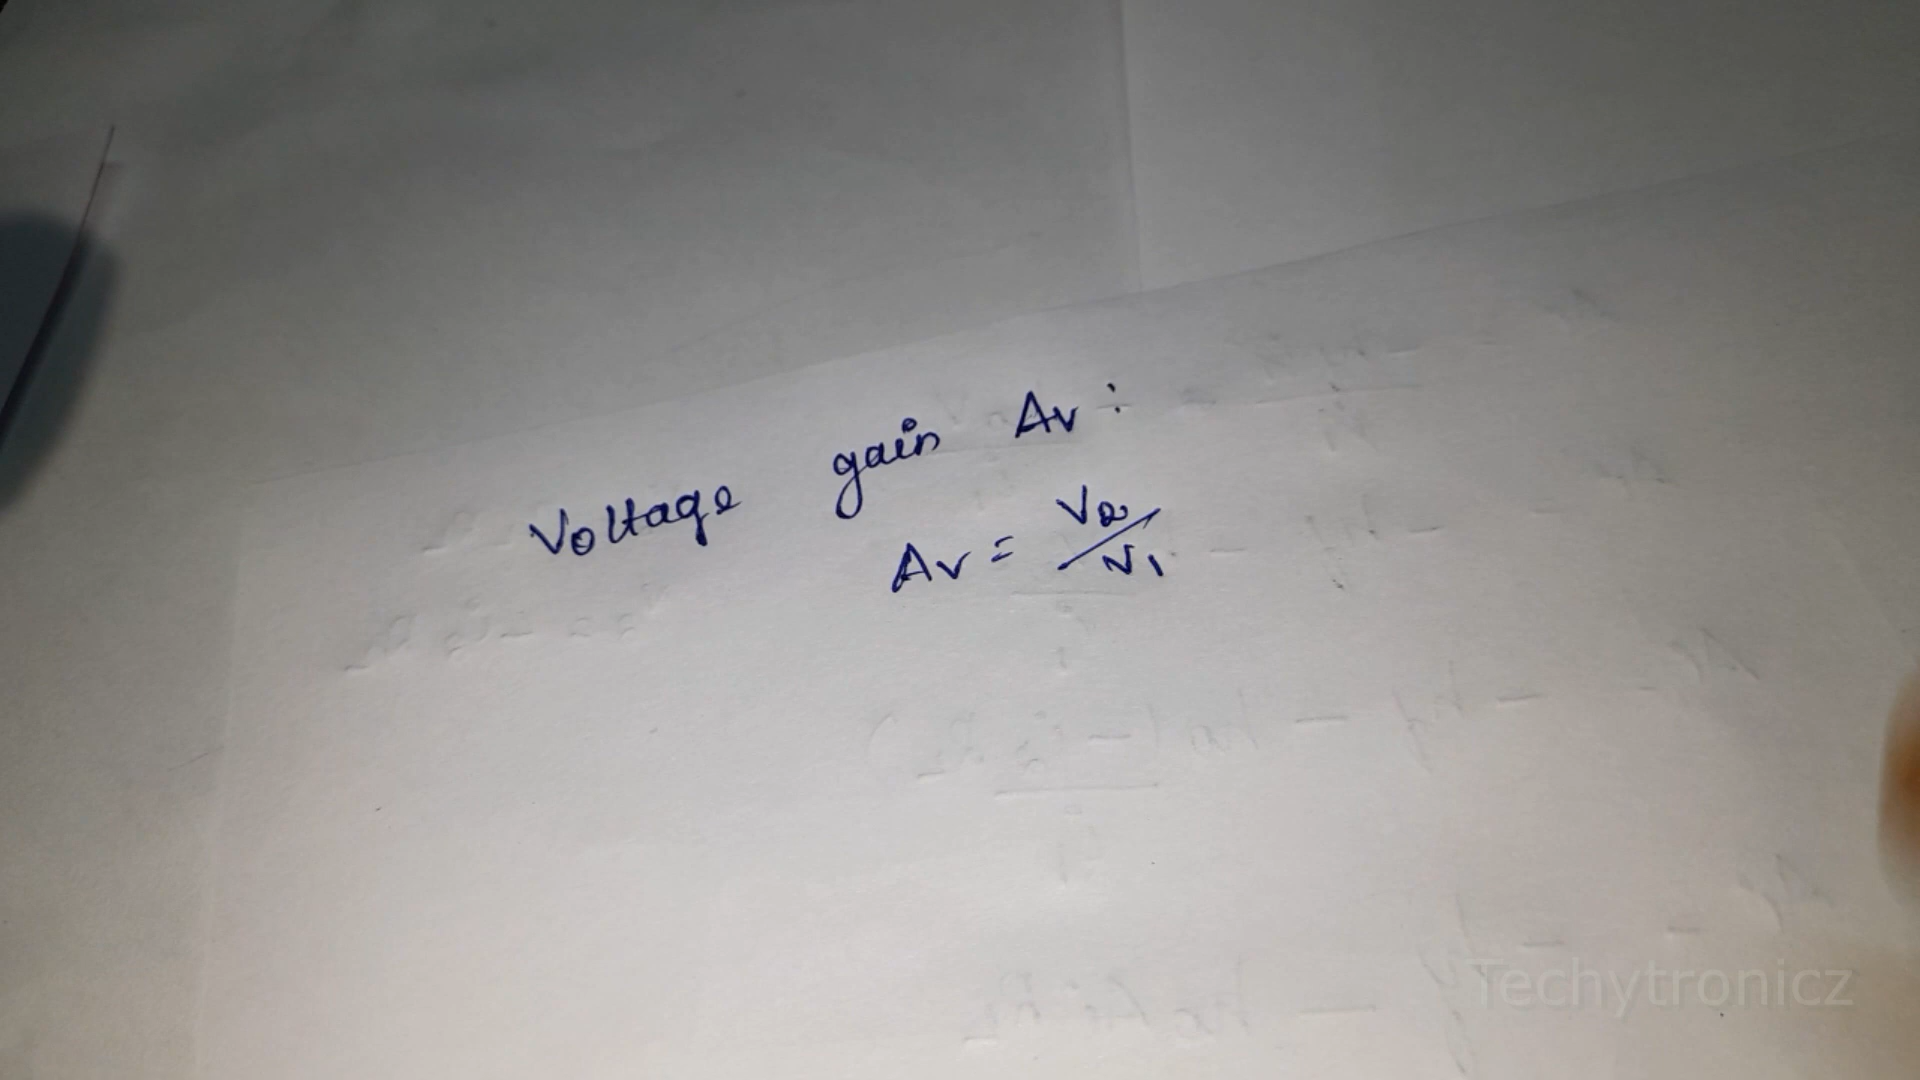 Voltage gain Av :
Av = V2/V1
Techytronicz